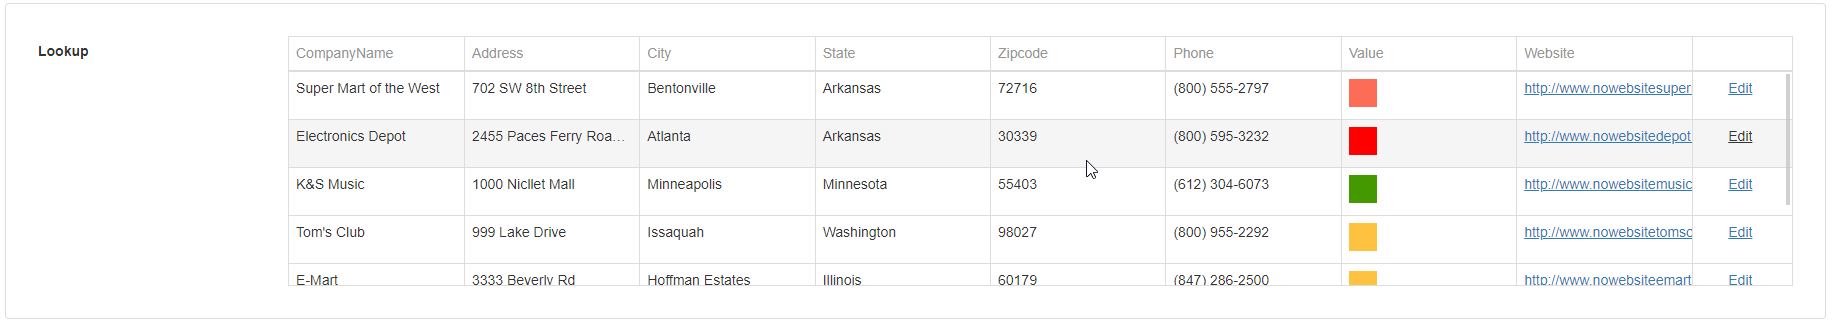 Lookup
CompanyName Address City State Zipcode Phone Value Website
Super Mart of the West 702 SW 8th Street Bentonville Arkansas 72716 (800) 555-2797 http://www.nowebsitesuper Edit
Electronics Depot 2455 Paces Ferry Roa… Atlanta Arkansas 30339 (800) 595-3232 http://www.nowebsitedepot Edit
K&S Music 1000 Nicllet Mall Minneapolis Minnesota 55403 (612) 304-6073 http://www.nowebsitemusic Edit
Tom's Club 999 Lake Drive Issaquah Washington 98027 (800) 955-2292 http://www.nowebsitetomsc Edit
E-Mart 3333 Beverly Rd Hoffman Estates Illinois 60179 (847) 286-2500 http://www.nowebsiteemart Edit